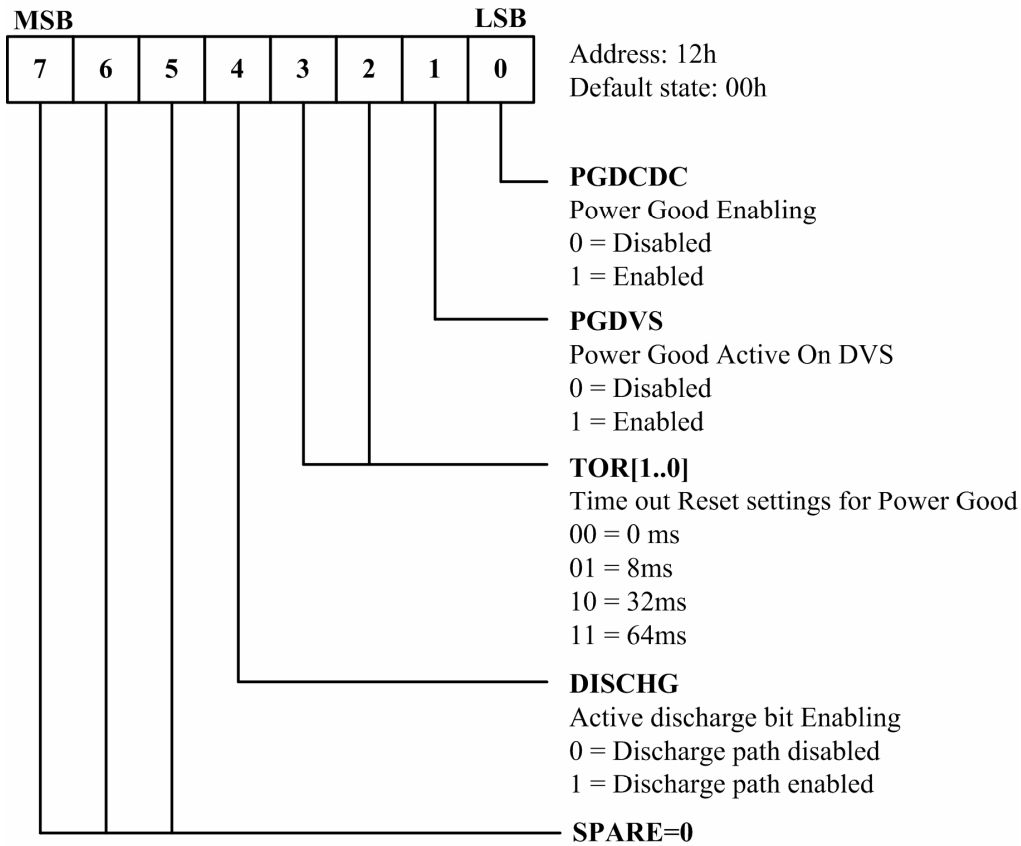 MSB LSB
7 6 5 4 3 2 1 0
Address: 12h
Default state: 00h
PGDCDC
Power Good Enabling
0 = Disabled
1 = Enabled
PGDVS
Power Good Active On DVS
0 = Disabled
1 = Enabled
TOR[1..0]
Time out Reset settings for Power Good
00 = 0 ms
01 = 8ms
10 = 32ms
11 = 64ms
DISCHG
Active discharge bit Enabling
0 = Discharge path disabled
1 = Discharge path enabled
SPARE=0